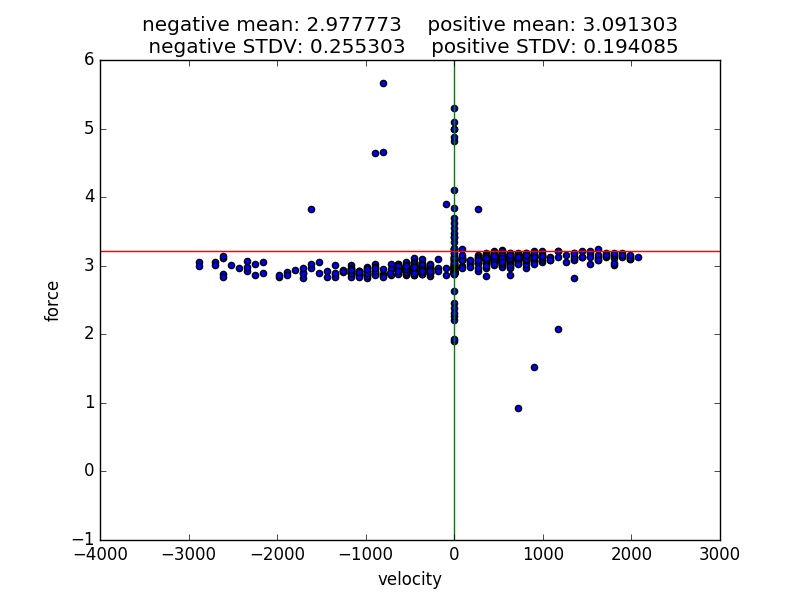 negative mean: 2.977773 positive mean: 3.091303
negative STDV: 0.255303 positive STDV: 0.194085
6
5
4
3
2
1
0
−1
force
−4000 −3000 −2000 −1000 0 1000 2000 3000
velocity